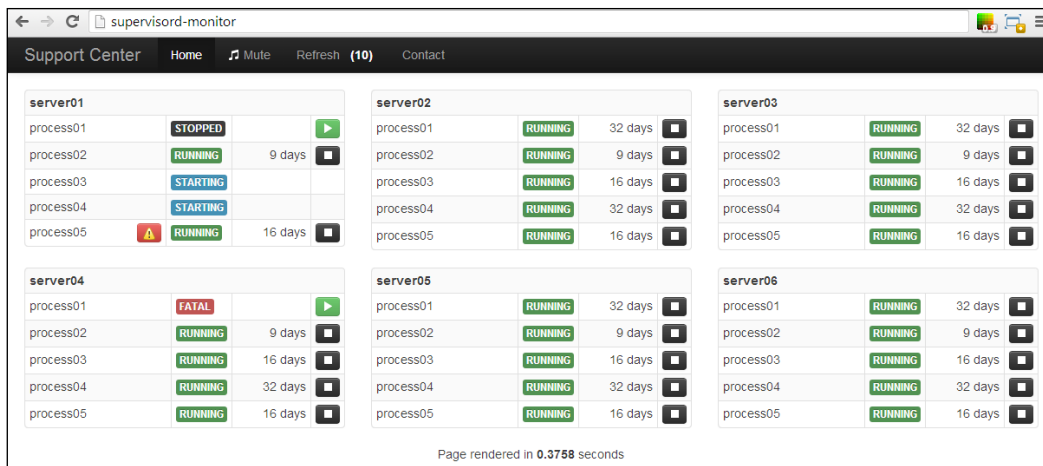 supervisord-monitor
Support Center Home Mute Refresh (10) Contact
server01
process01 STOPPED
process02 RUNNING 9 days
process03 STARTING
process04 STARTING
process05 RUNNING 16 days
server02
process01 RUNNING 32 days
process02 RUNNING 9 days
process03 RUNNING 16 days
process04 RUNNING 32 days
process05 RUNNING 16 days
server03
process01 RUNNING 32 days
process02 RUNNING 9 days
process03 RUNNING 16 days
process04 RUNNING 32 days
process05 RUNNING 16 days
server04
process01 FATAL
process02 RUNNING 9 days
process03 RUNNING 16 days
process04 RUNNING 32 days
process05 RUNNING 16 days
server05
process01 RUNNING 32 days
process02 RUNNING 9 days
process03 RUNNING 16 days
process04 RUNNING 32 days
process05 RUNNING 16 days
server06
process01 RUNNING 32 days
process02 RUNNING 9 days
process03 RUNNING 16 days
process04 RUNNING 32 days
process05 RUNNING 16 days
Page rendered in 0.3758 seconds